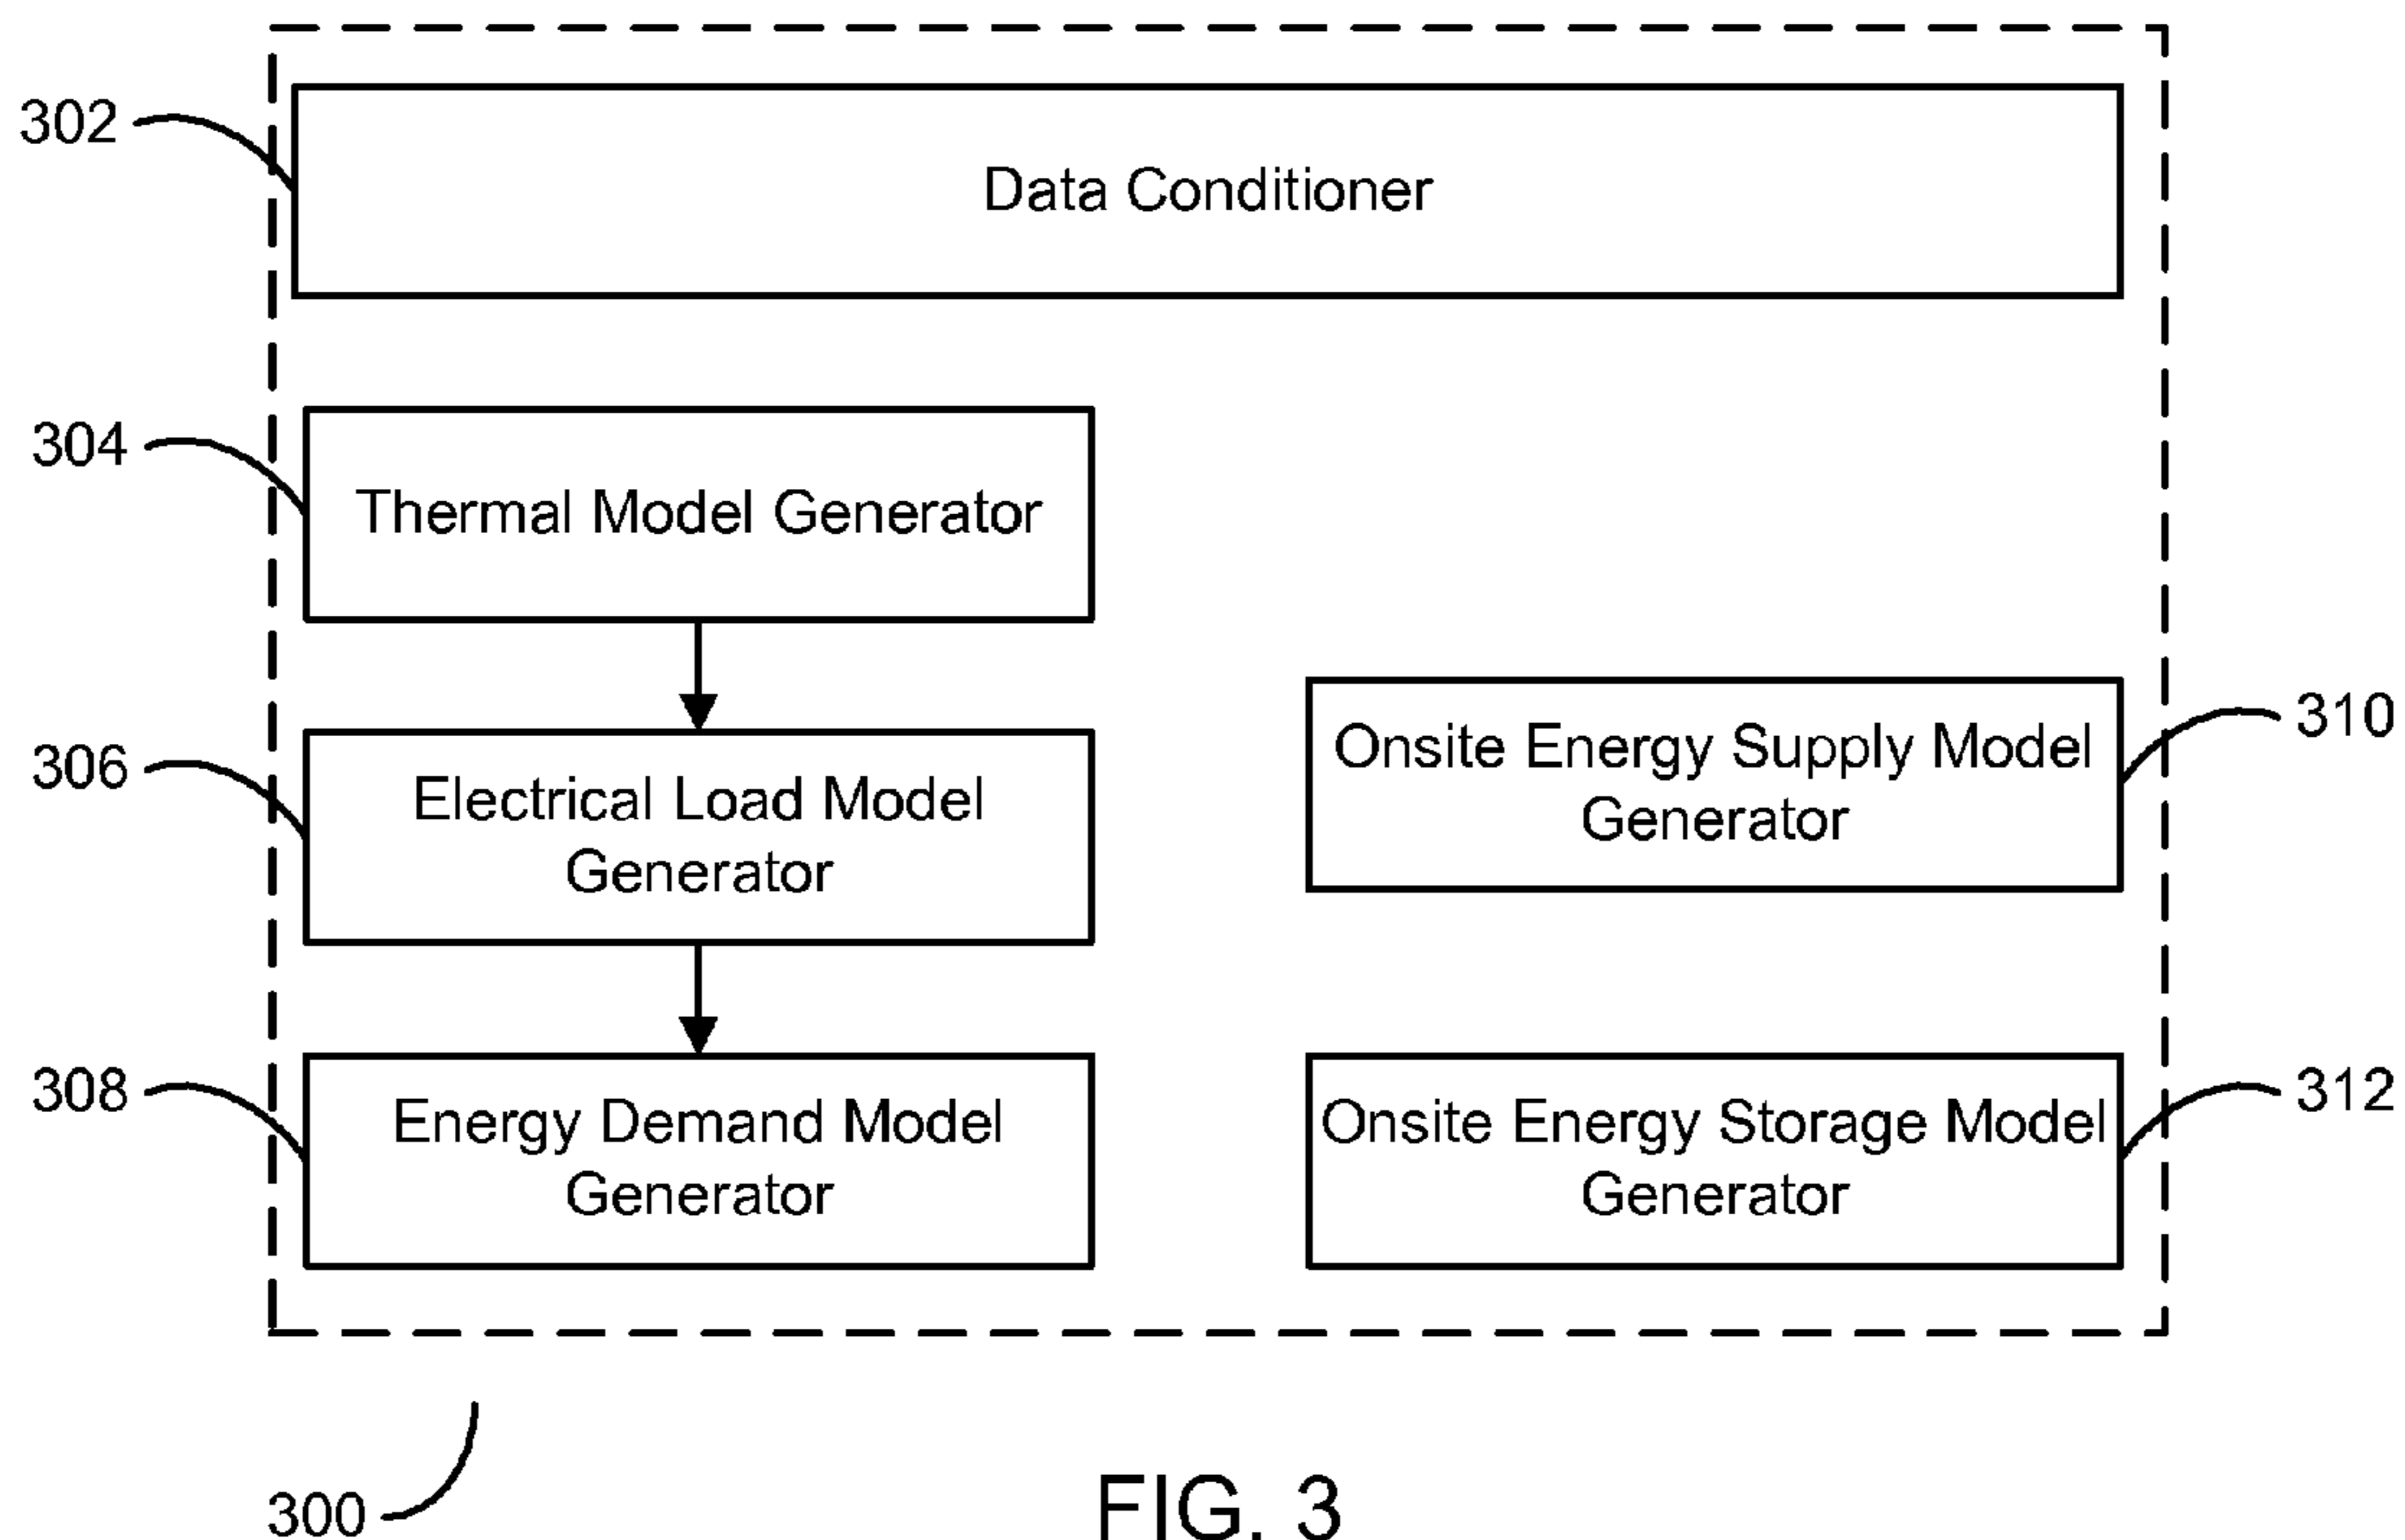 302
Data Conditioner
304
Thermal Model Generator
306
Electrical Load Model
Generator
310
Onsite Energy Supply Model
Generator
308
Energy Demand Model
Generator
312
Onsite Energy Storage Model
Generator
300
FIG. 3